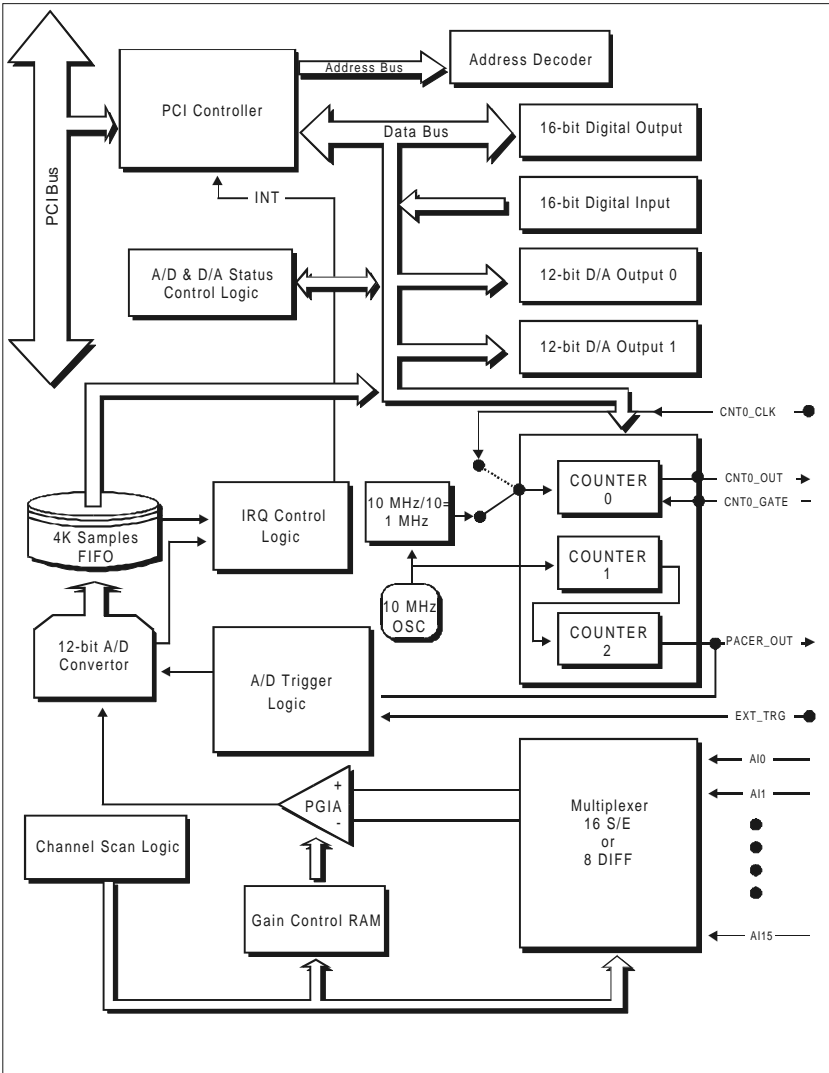 PCI Bus
PCI Controller
Address Bus
Address Decoder
Data Bus
16-bit Digital Output
INT
16-bit Digital Input
A/D & D/A Status
Control Logic
12-bit D/A Output 0
12-bit D/A Output 1
CNT0_CLK
4K Samples
FIFO
IRQ Control
Logic
10 MHz/10=
1 MHz
COUNTER
0
CNT0_OUT
CNT0_GATE
COUNTER
1
10 MHz
OSC
COUNTER
2
PACER_OUT
12-bit A/D
Convertor
A/D Trigger
Logic
EXT_TRG
+
PGIA
-
Multiplexer
16 S/E
or
8 DIFF
AI0
AI1
AI15
Channel Scan Logic
Gain Control RAM